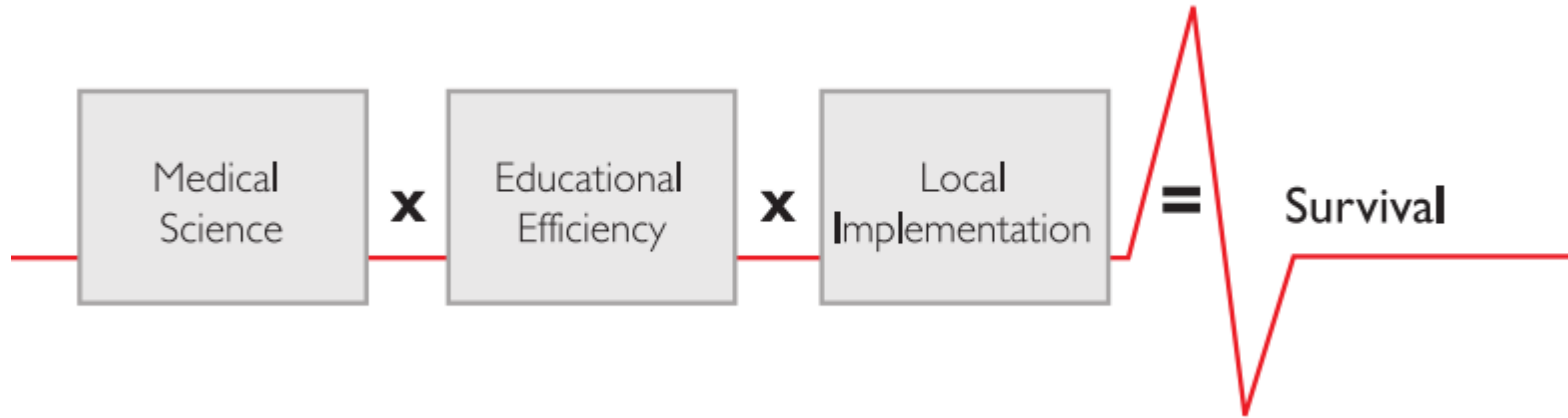 Medical
Science
x
Educational
Efficiency
x
Local
Implementation
=
Survival